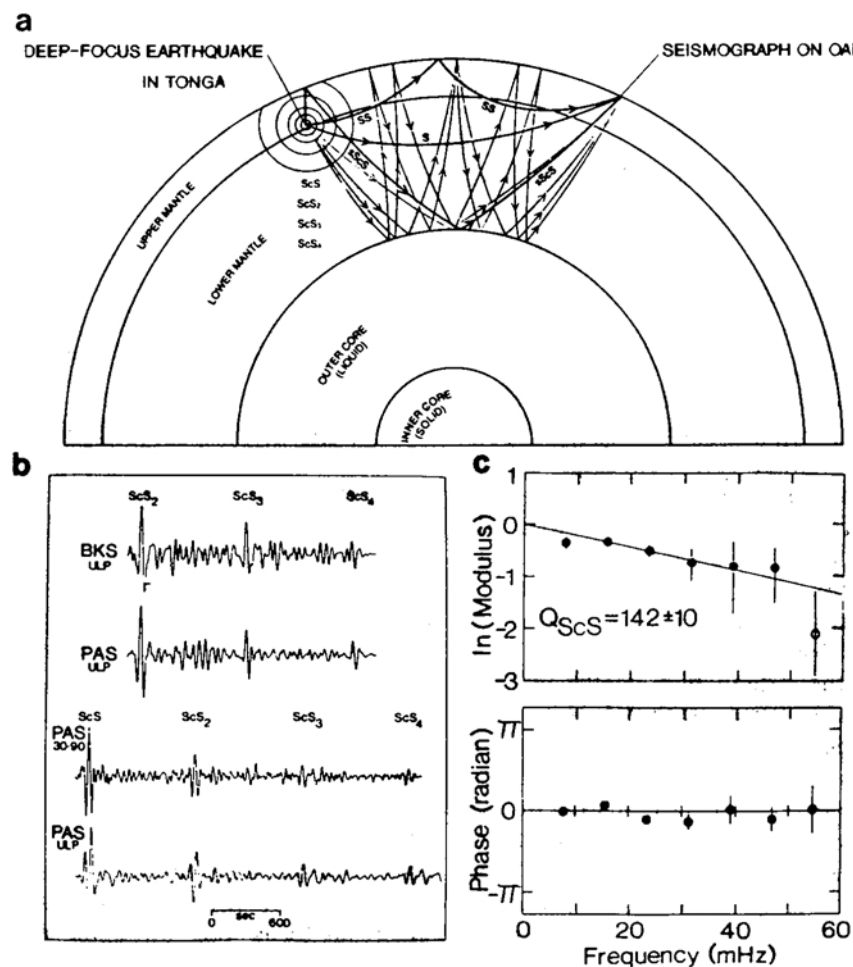 a
DEEP-FOCUS EARTHQUAKE
IN TONGA
SEISMOGRAPH ON OA
SS
SS
S
sScS
sScS
ScS
ScS₂
ScS₃
ScS₄
UPPER MANTLE
LOWER MANTLE
OUTER CORE
(LIQUID)
INNER CORE
(SOLID)
b
ScS₂ ScS₃ ScS₄
BKS
ULP
PAS
ULP
ScS ScS₂ ScS₃ ScS₄
PAS
30-90
PAS
ULP
sec
0 600
c
ln (Modulus)
1
0
-1
-2
-3
Q_ScS = 142 ± 10
Phase (radian)
π
0
-π
0 20 40 60
Frequency (mHz)